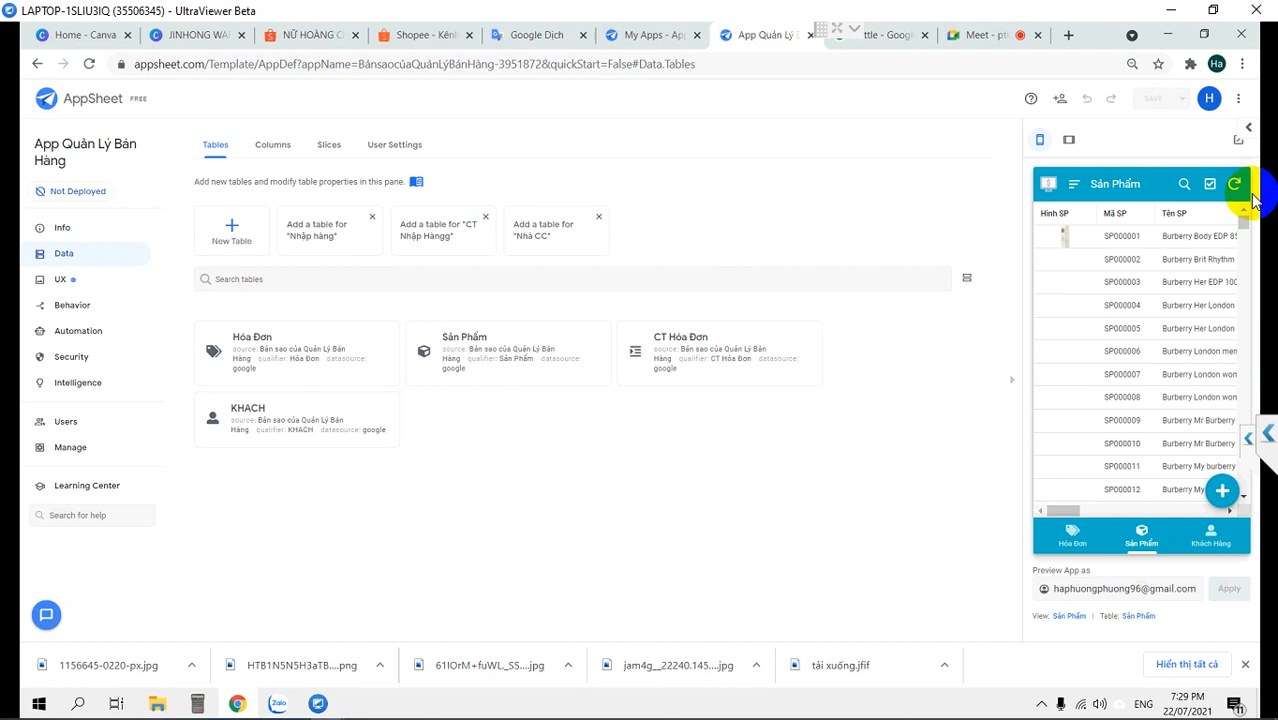 LAPTOP-1SLIU3IQ (35506345) - UltraViewer Beta
Home - Canva
JINHONG WA
NỮ HOÀNG C
Shopee - Kênh
Google Dịch
My Apps - App
App Quản Lý B
ttle - Google
Meet - pti
appsheet.com/Template/AppDef?appName=BảnsaocủaQuảnLýBánHàng-3951872&quickStart=False#Data.Tables
Ha
AppSheet FREE
SAVE
H
App Quản Lý Bán
Hàng
Not Deployed
Info
Data
UX
Behavior
Automation
Security
Intelligence
Users
Manage
Learning Center
Search for help
Tables
Columns
Slices
User Settings
Add new tables and modify table properties in this pane.
New Table
Add a table for
"Nhập hàng"
Add a table for "CT
Nhập Hàngg"
Add a table for
"Nhà CC"
Search tables
Hóa Đơn
source: Bản sao của Quản Lý Bán
Hàng qualifier: Hóa Đơn datasource:
google
Sản Phẩm
source: Bản sao của Quản Lý Bán
Hàng qualifier: Sản Phẩm datasource:
google
CT Hóa Đơn
source: Bản sao của Quản Lý Bán
Hàng qualifier: CT Hóa Đơn datasource:
google
KHACH
source: Bản sao của Quản Lý Bán
Hàng qualifier: KHACH datasource: google
Sản Phẩm
Hình SP Mã SP Tên SP
SP000001 Burberry Body EDP 85
SP000002 Burberry Brit Rhythm
SP000003 Burberry Her EDP 100
SP000004 Burberry Her London
SP000005 Burberry Her London
SP000006 Burberry London men
SP000007 Burberry London wom
SP000008 Burberry London wom
SP000009 Burberry Mr Burberry
SP000010 Burberry Mr Burberry
SP000011 Burberry My burberry
SP000012 Burberry My
Hóa Đơn
Sản Phẩm
Khách Hàng
Preview App as
haphuongphuong96@gmail.com
Apply
View: Sản Phẩm | Table: Sản Phẩm
1156645-0220-px.jpg
HTB1N5N5H3aTB....png
61IOrM+fuWL._SS....jpg
jam4g__22240.145....jpg
tải xuống.jfif
Hiển thị tất cả
Zalo
ENG
7:29 PM
22/07/2021
11